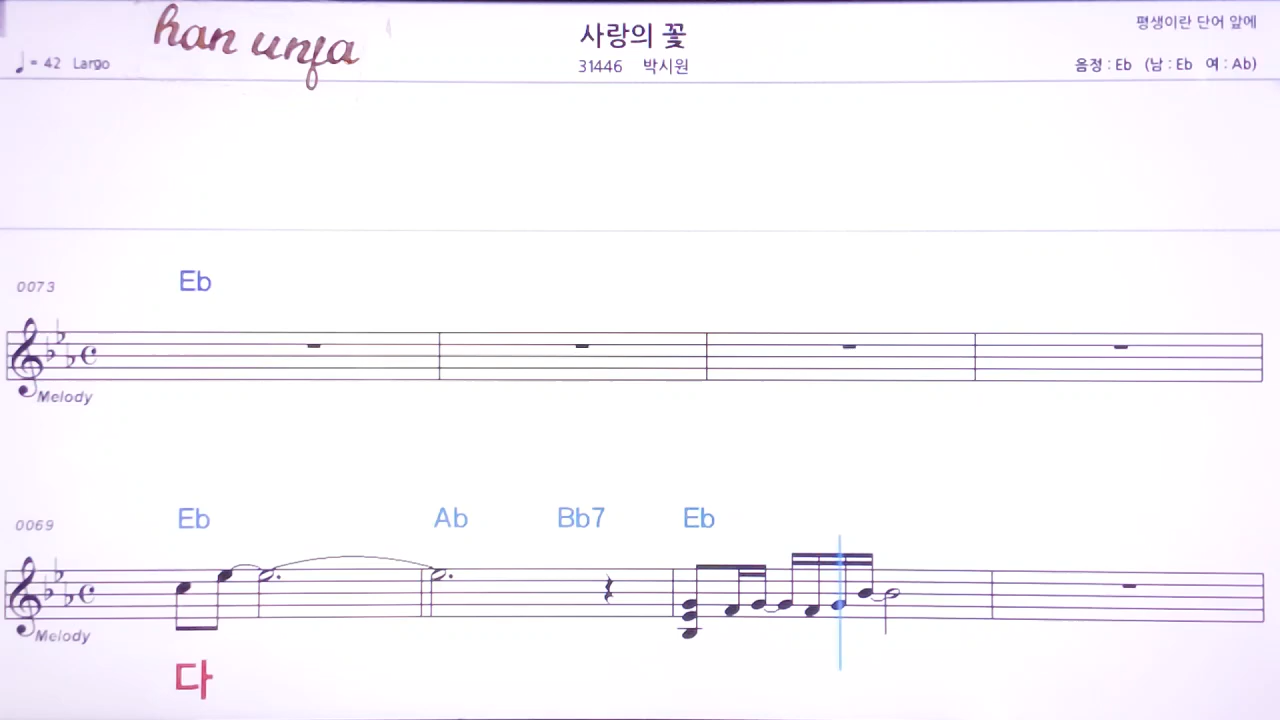 han unja
사랑의 꽃
평생이란 단어 앞에
♩= 42 Largo
31446 박시원
음정 : Eb (남 : Eb 여 : Ab)
Eb
0073
Melody
Eb Ab Bb7 Eb
0069
Melody
다